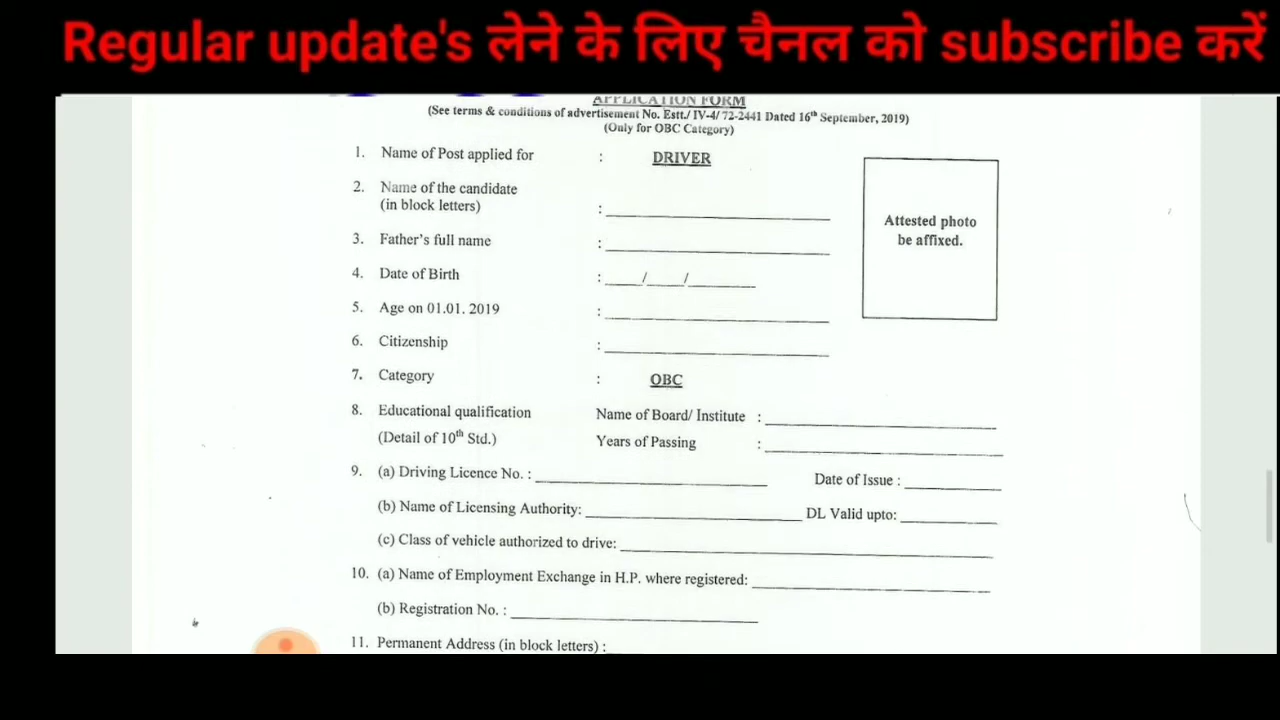 Regular update's लेने के लिए चैनल को subscribe करें
APPLICATION FORM
(See terms & conditions of advertisement No. Estt./ IV-4/ 72-2441 Dated 16th September, 2019)
(Only for OBC Category)
1. Name of Post applied for : DRIVER
2. Name of the candidate
(in block letters) :
Attested photo
be affixed.
3. Father's full name :
4. Date of Birth : ____/____/________
5. Age on 01.01. 2019 :
6. Citizenship :
7. Category : OBC
8. Educational qualification Name of Board/ Institute :
(Detail of 10th Std.) Years of Passing :
9. (a) Driving Licence No. : Date of Issue :
(b) Name of Licensing Authority: DL Valid upto:
(c) Class of vehicle authorized to drive:
10. (a) Name of Employment Exchange in H.P. where registered:
(b) Registration No. :
11. Permanent Address (in block letters) :